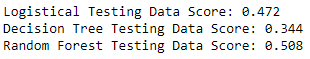 Logistical Testing Data Score: 0.472
Decision Tree Testing Data Score: 0.344
Random Forest Testing Data Score: 0.508